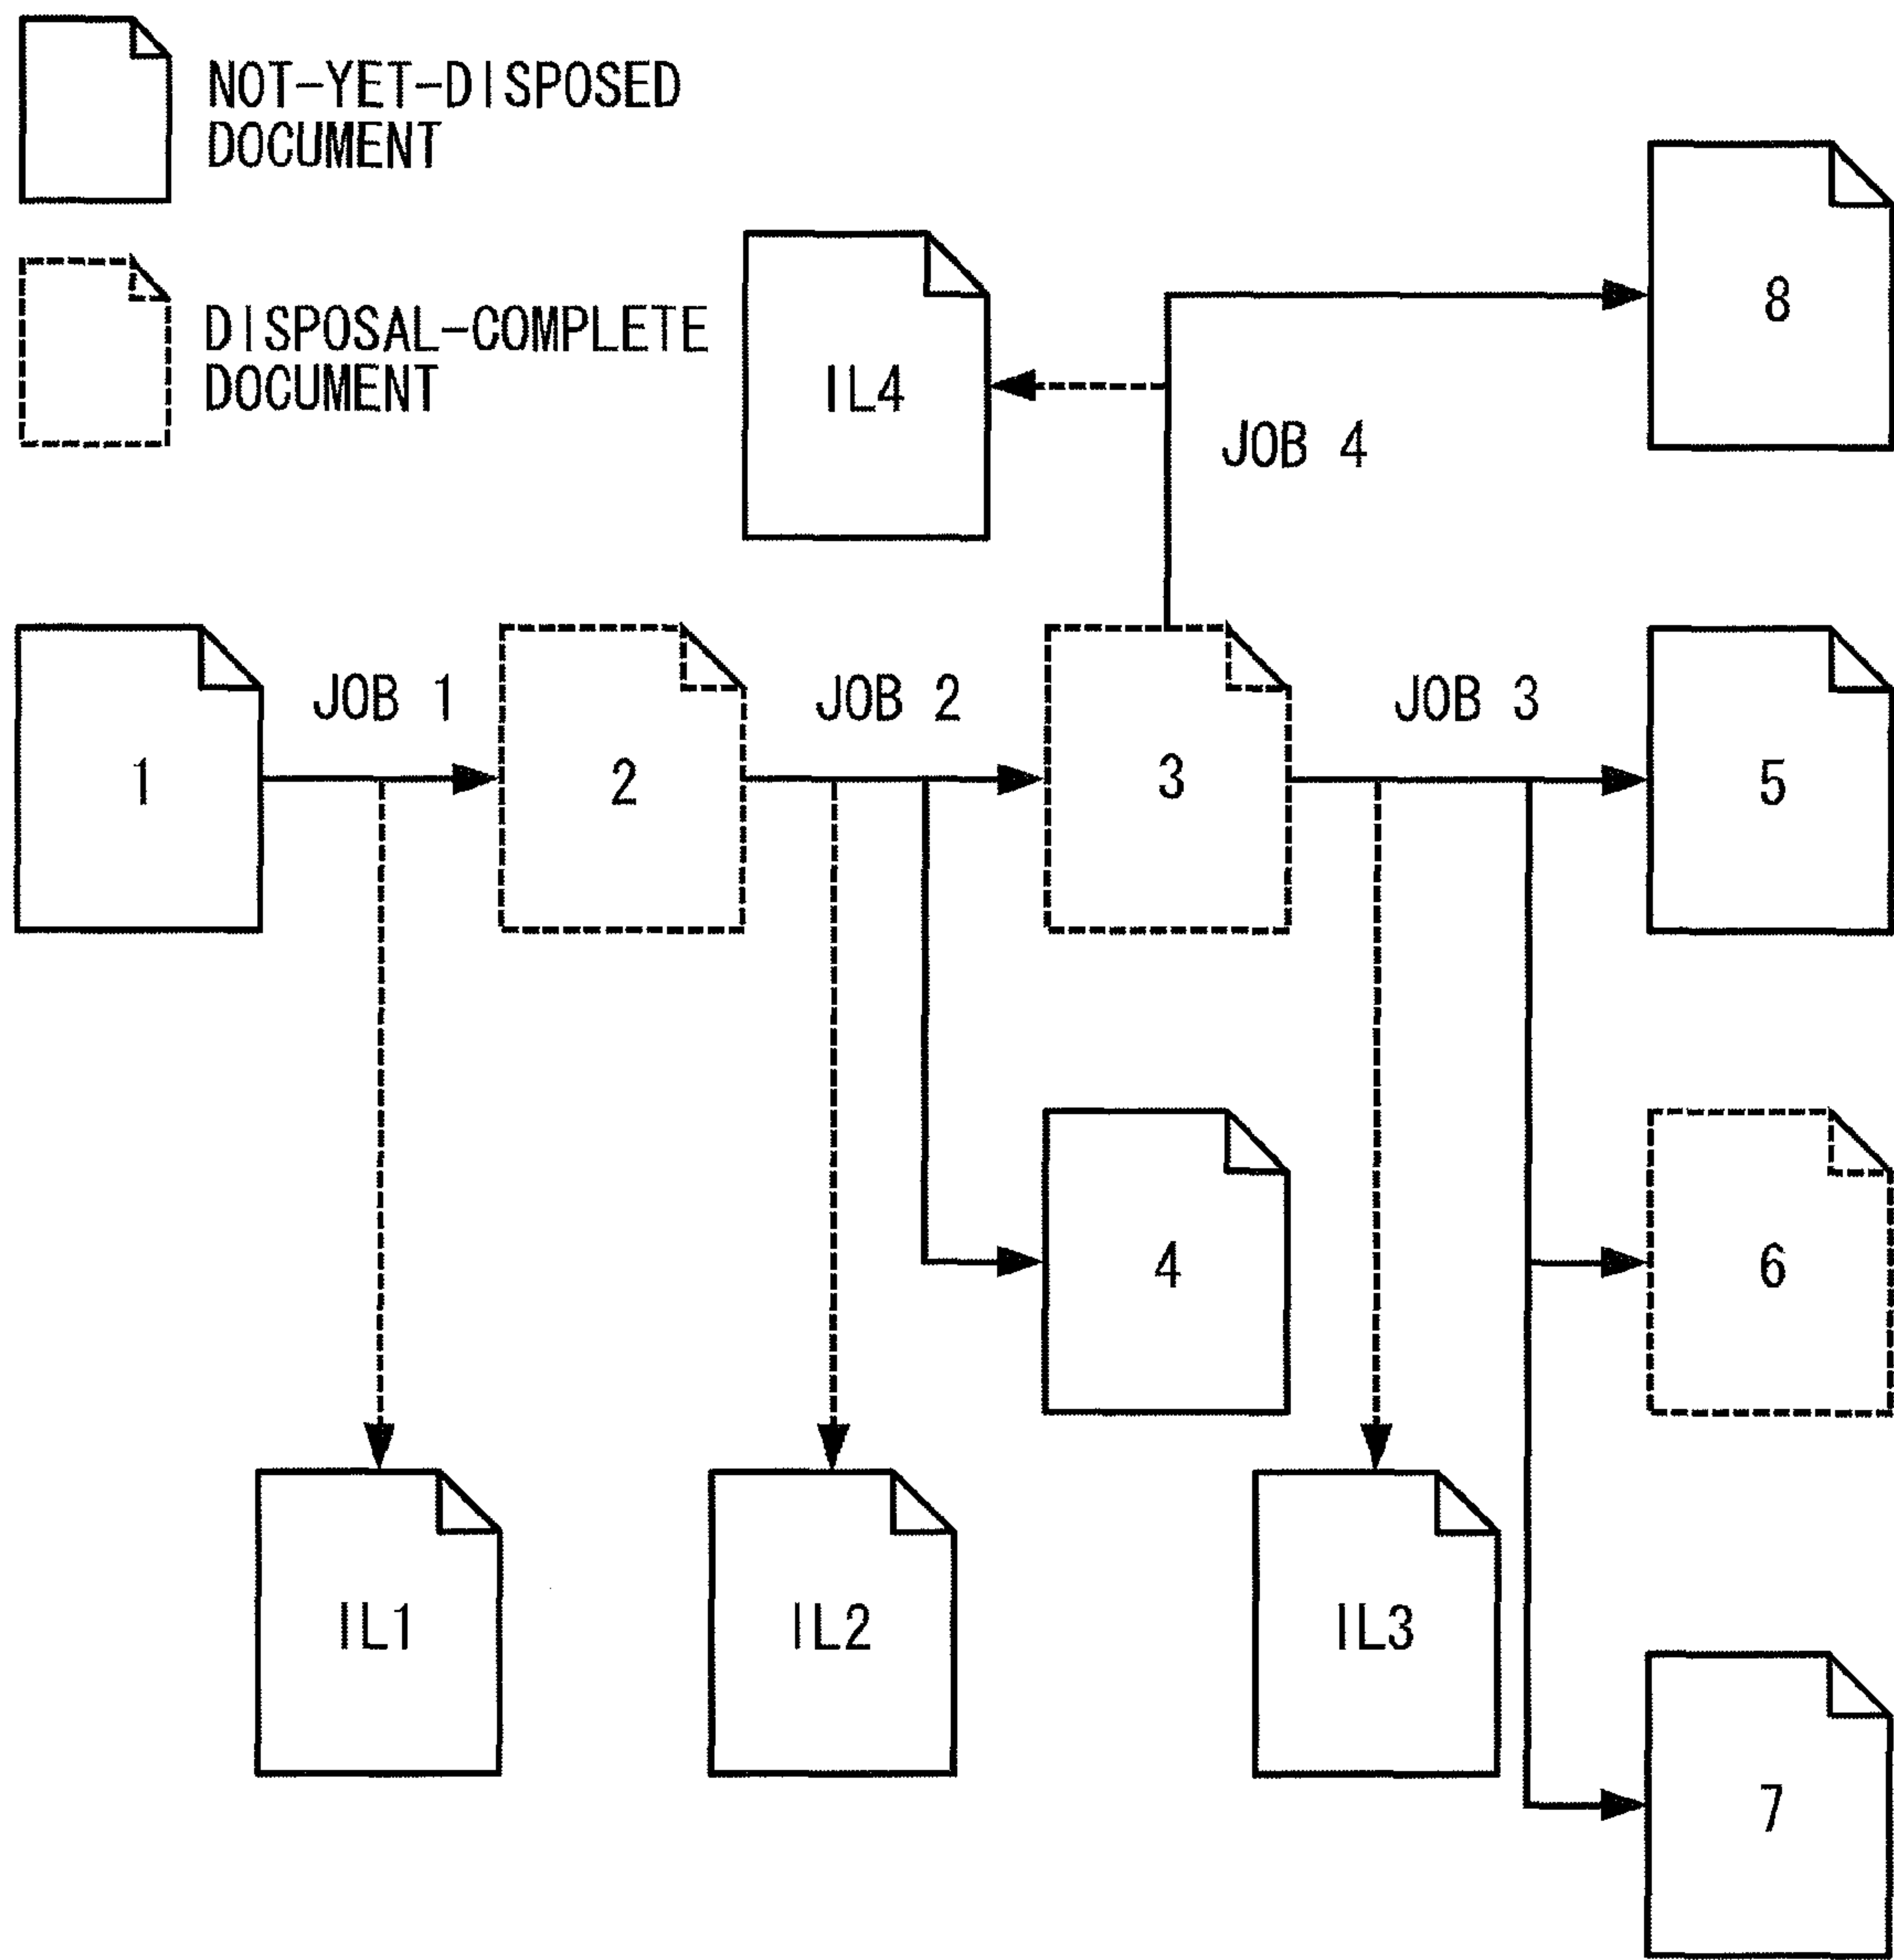 NOT-YET-DISPOSED
DOCUMENT
DISPOSAL-COMPLETE
DOCUMENT
8
IL4
JOB 4
JOB 1
JOB 2
JOB 3
1
2
3
5
4
6
IL1
IL2
IL3
7